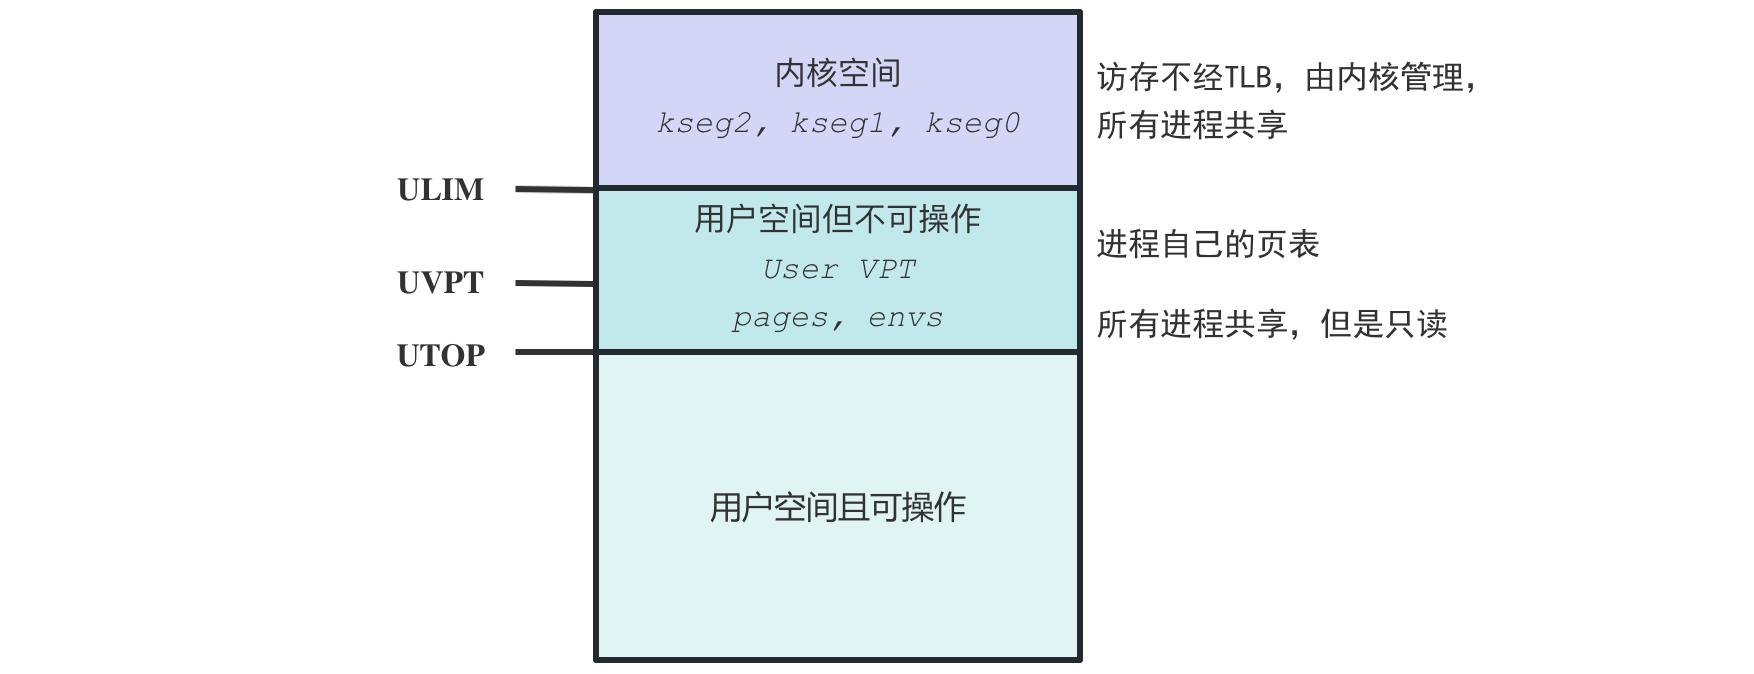 内核空间
kseg2, kseg1, kseg0
访存不经TLB，由内核管理，
所有进程共享
ULIM
用户空间但不可操作
进程自己的页表
User VPT
UVPT
pages, envs
所有进程共享，但是只读
UTOP
用户空间且可操作